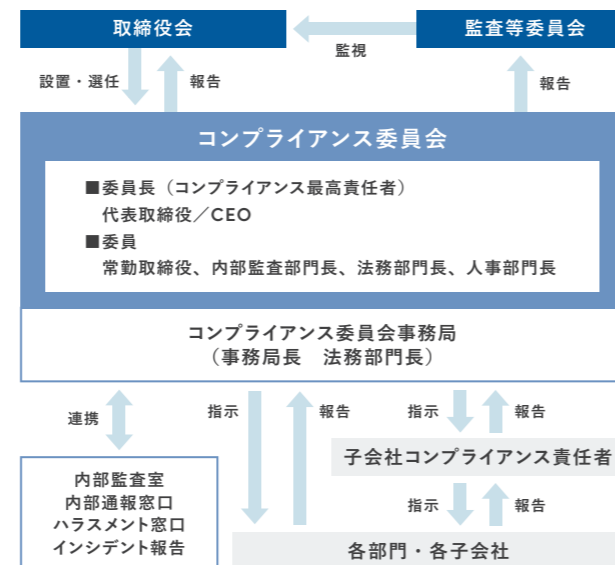 取締役会
監査等委員会
監視
設置・選任
報告
報告
コンプライアンス委員会
■委員長（コンプライアンス最高責任者）
代表取締役／CEO
■委員
常勤取締役、内部監査部門長、法務部門長、人事部門長
コンプライアンス委員会事務局
（事務局長　法務部門長）
連携
指示
報告
指示
報告
子会社コンプライアンス責任者
内部監査室
内部通報窓口
ハラスメント窓口
インシデント報告
指示
報告
各部門・各子会社